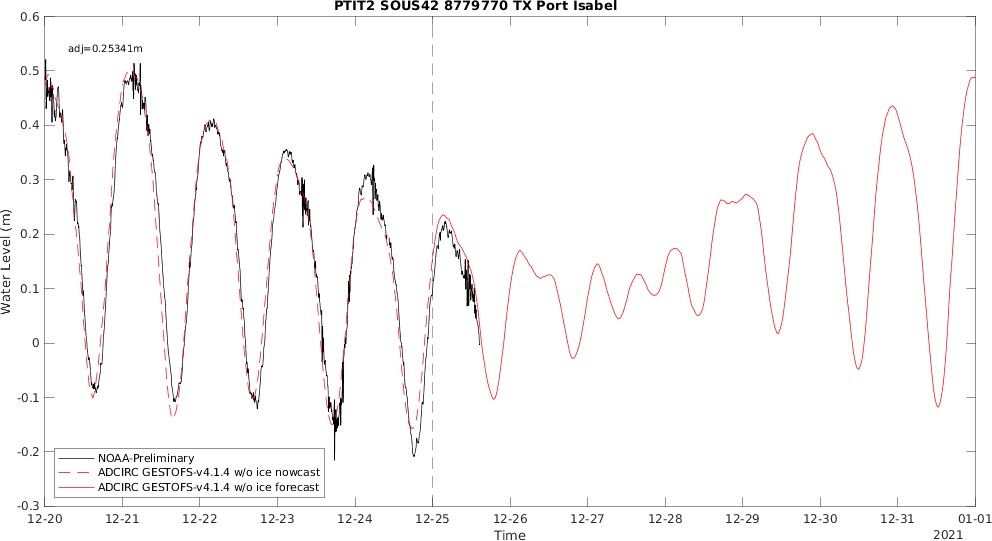 PTIT2 SOUS42 8779770 TX Port Isabel
0.6
0.5
0.4
0.3
0.2
0.1
0
-0.1
-0.2
-0.3
Water Level (m)
adj=0.25341m
NOAA-Preliminary
ADCIRC GESTOFS-v4.1.4 w/o ice nowcast
ADCIRC GESTOFS-v4.1.4 w/o ice forecast
12-20 12-21 12-22 12-23 12-24 12-25 12-26 12-27 12-28 12-29 12-30 12-31 01-01
Time
2021